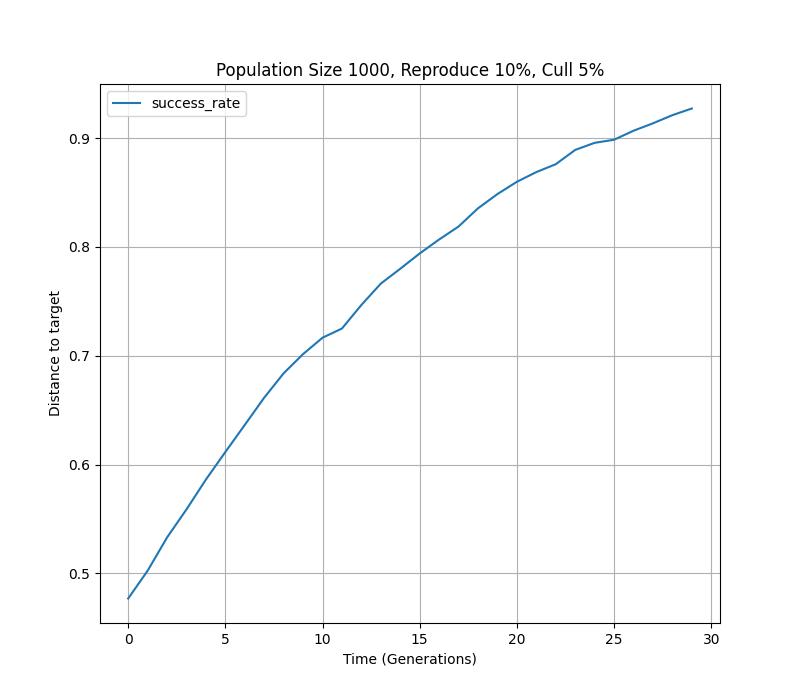 Population Size 1000, Reproduce 10%, Cull 5%
success_rate
Distance to target
0.9
0.8
0.7
0.6
0.5
0 5 10 15 20 25 30
Time (Generations)